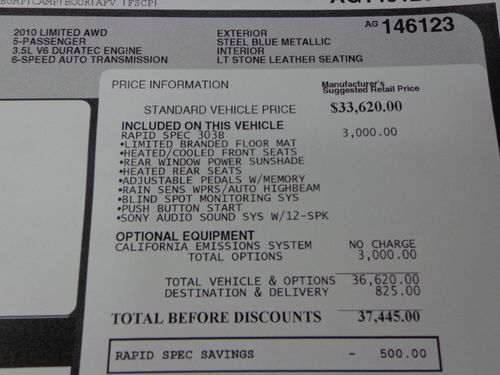 2010 LIMITED AWD
5-PASSENGER
3.5L V6 DURATEC ENGINE
6-SPEED AUTO TRANSMISSION
EXTERIOR
STEEL BLUE METALLIC
INTERIOR
LT STONE LEATHER SEATING
AG 146123
PRICE INFORMATION
Manufacturer's
Suggested Retail Price
STANDARD VEHICLE PRICE $33,620.00
INCLUDED ON THIS VEHICLE
RAPID SPEC 303B 3,000.00
•LIMITED BRANDED FLOOR MAT
•HEATED/COOLED FRONT SEATS
•REAR WINDOW POWER SUNSHADE
•HEATED REAR SEATS
•ADJUSTABLE PEDALS W/MEMORY
•RAIN SENS WPRS/AUTO HIGHBEAM
•BLIND SPOT MONITORING SYS
•PUSH BUTTON START
•SONY AUDIO SOUND SYS W/12-SPK
OPTIONAL EQUIPMENT
CALIFORNIA EMISSIONS SYSTEM NO CHARGE
TOTAL OPTIONS 3,000.00
TOTAL VEHICLE & OPTIONS 36,620.00
DESTINATION & DELIVERY 825.00
TOTAL BEFORE DISCOUNTS 37,445.00
RAPID SPEC SAVINGS - 500.00